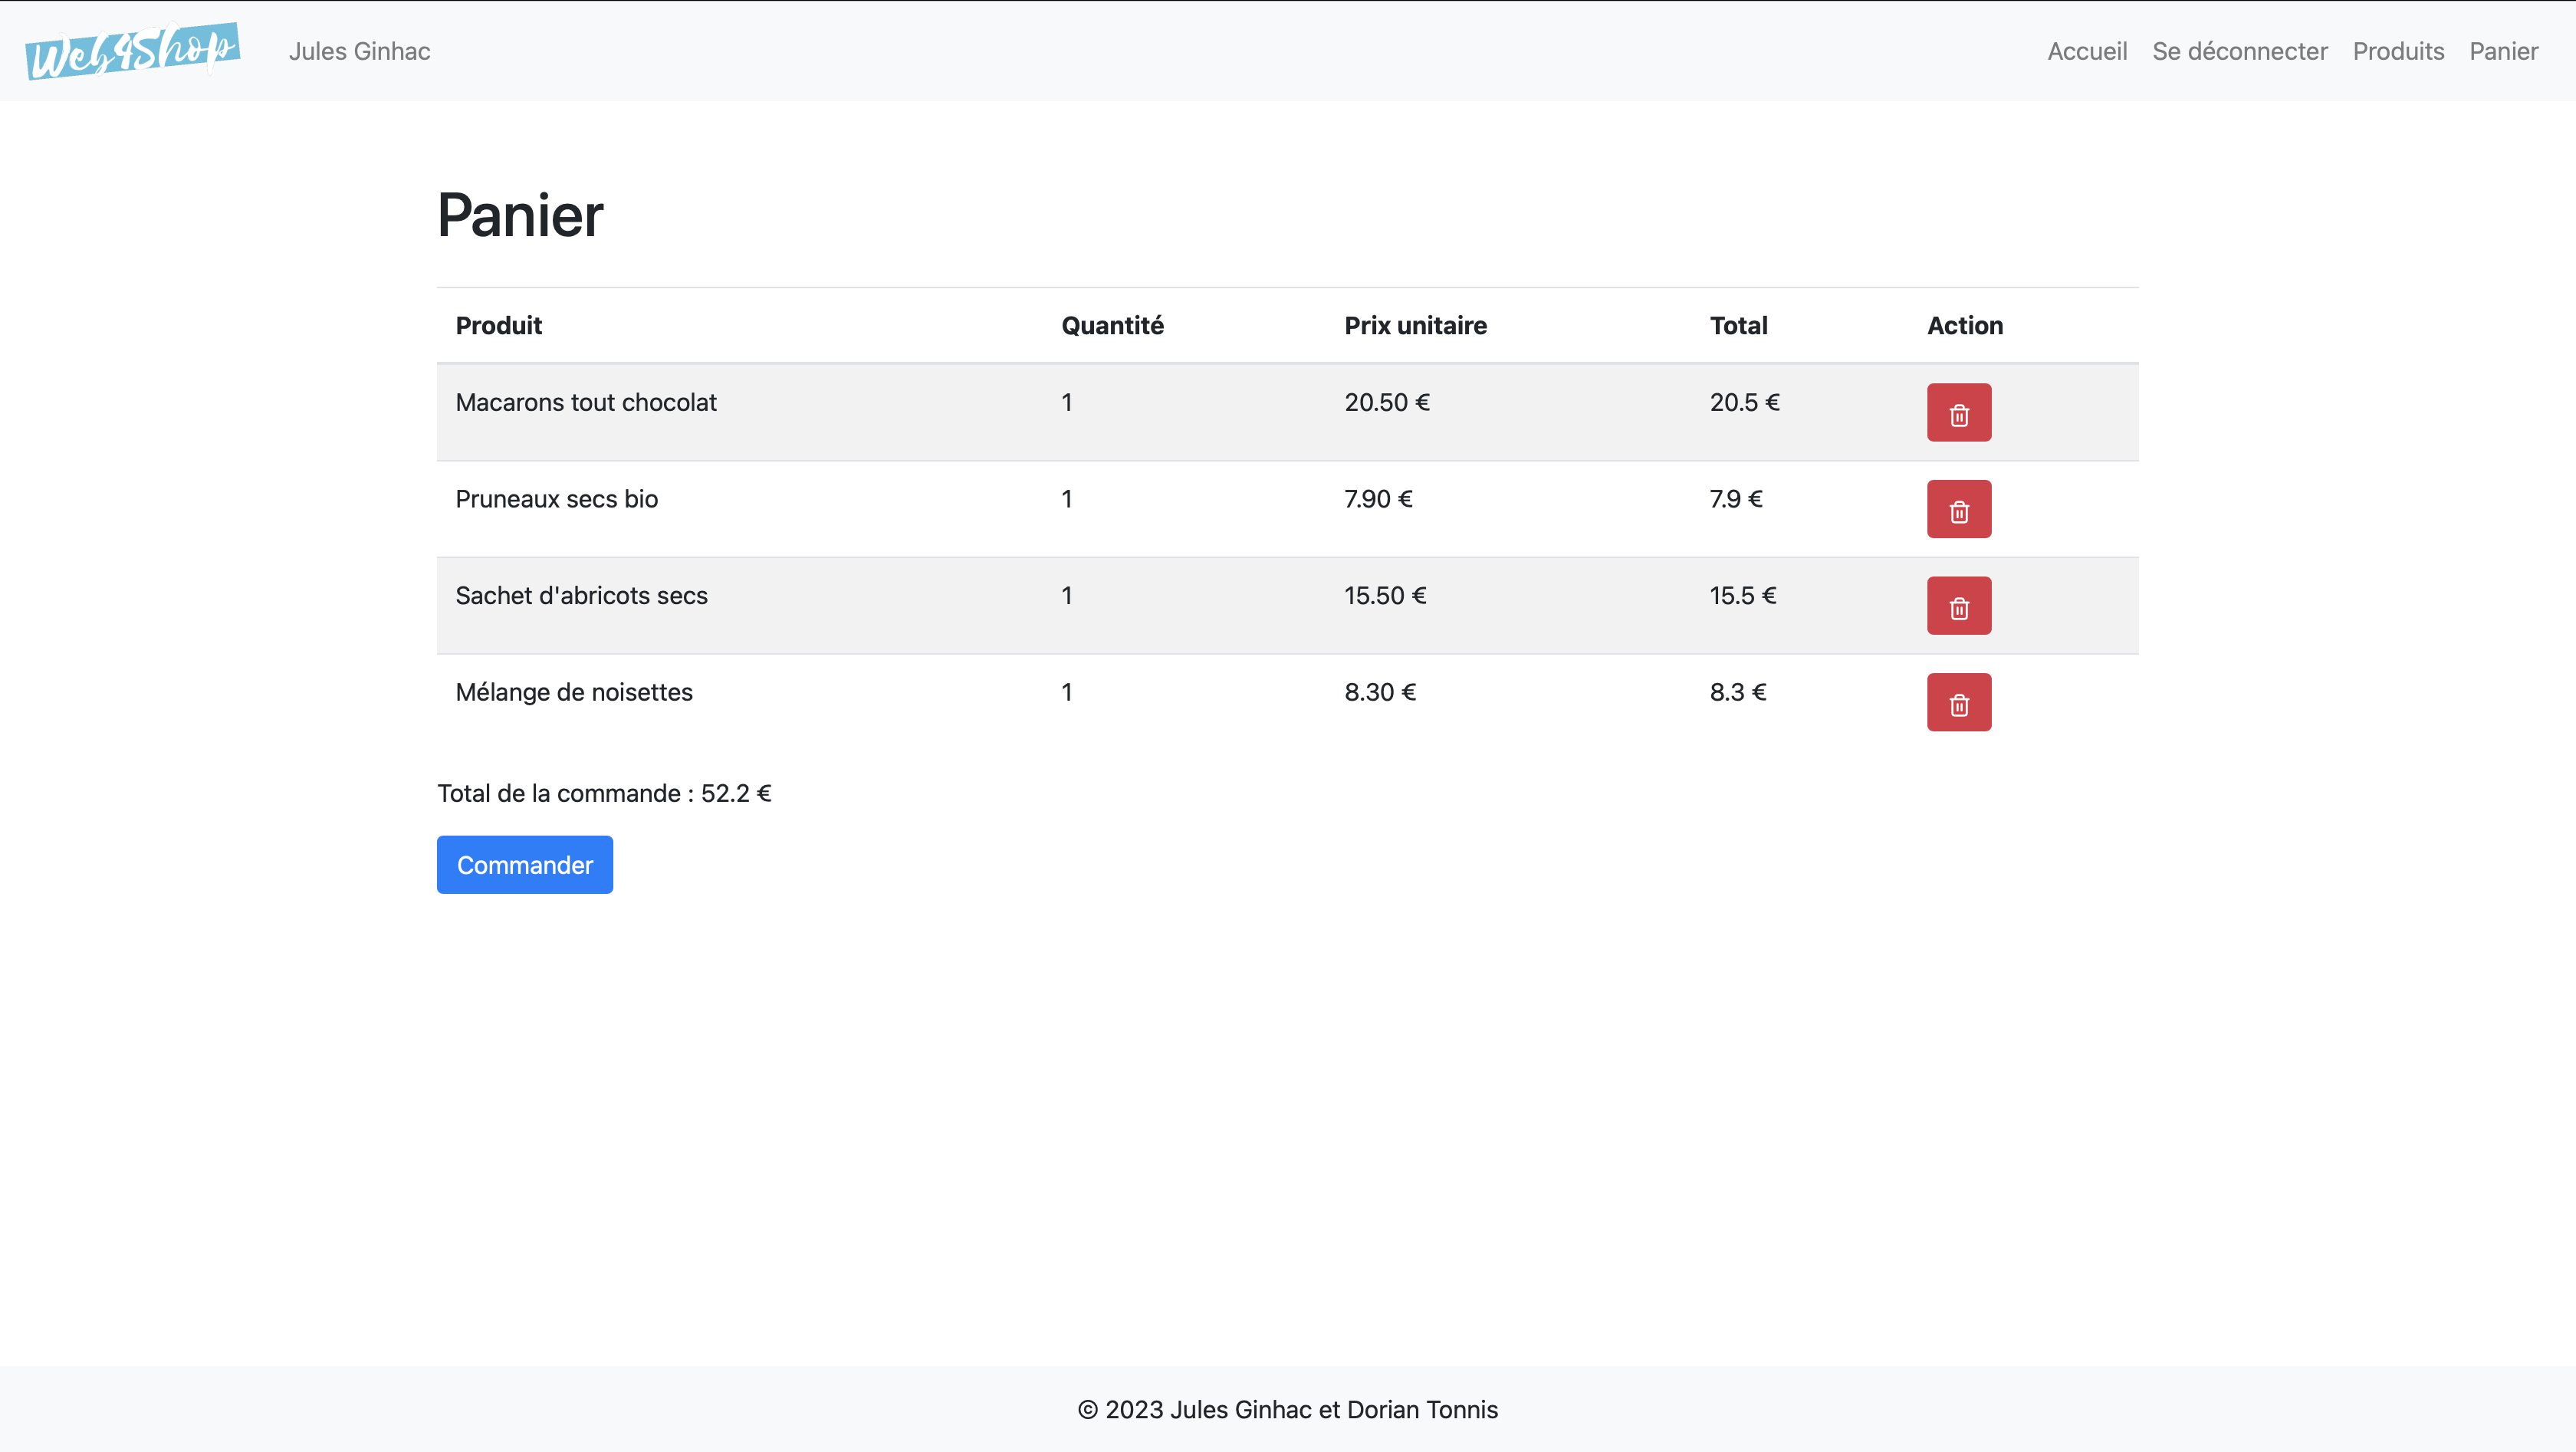 Web4Shop Jules Ginhac Accueil Se déconnecter Produits Panier
Panier
Produit Quantité Prix unitaire Total Action
Macarons tout chocolat 1 20.50 € 20.5 €
Pruneaux secs bio 1 7.90 € 7.9 €
Sachet d'abricots secs 1 15.50 € 15.5 €
Mélange de noisettes 1 8.30 € 8.3 €
Total de la commande : 52.2 €
Commander
© 2023 Jules Ginhac et Dorian Tonnis